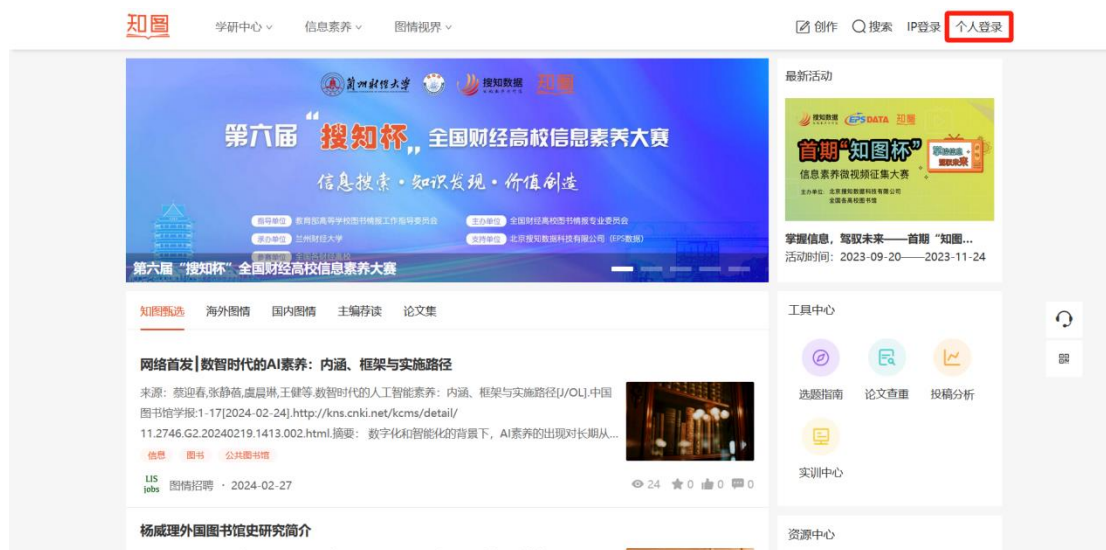 知图
学研中心
信息素养
图情视界
创作
搜索
IP登录
个人登录
兰州财经大学
搜知数据
知圖
第六届“搜知杯”全国财经高校信息素养大赛
信息搜索·知识发现·价值创造
指导单位 教育部高等学校图书情报工作指导委员会
主办单位 全国财经高校图书情报专业委员会
承办单位 兰州财经大学
支持单位 北京搜知数据科技有限公司(EPS数据)
第六届“搜知杯”全国财经高校信息素养大赛
最新活动
搜知数据 EPS DATA 知圖
首期“知图杯”
信息素养微视频征集大赛
主办单位:北京搜知数据科技有限公司
全国各高校图书馆
掌握信息,驾驭未来——首期“知图...
活动时间:2023-09-20——2023-11-24
知图甄选
海外图情
国内图情
主编荐读
论文集
网络首发|数智时代的AI素养:内涵、框架与实施路径
来源:蔡迎春,张静蓓,虞晨琳,王健等.数智时代的人工智能素养:内涵、框架与实施路径[J/OL].中国
图书馆学报:1-17[2024-02-24].http://kns.cnki.net/kcms/detail/
11.2746.G2.20240219.1413.002.html.摘要: 数字化和智能化的背景下,AI素养的出现对长期从...
信息
图书
公共图书馆
LIS
jobs
图情招聘 · 2024-02-27
24
0
0
0
杨威理外国图书馆史研究简介
工具中心
选题指南
论文查重
投稿分析
实训中心
资源中心